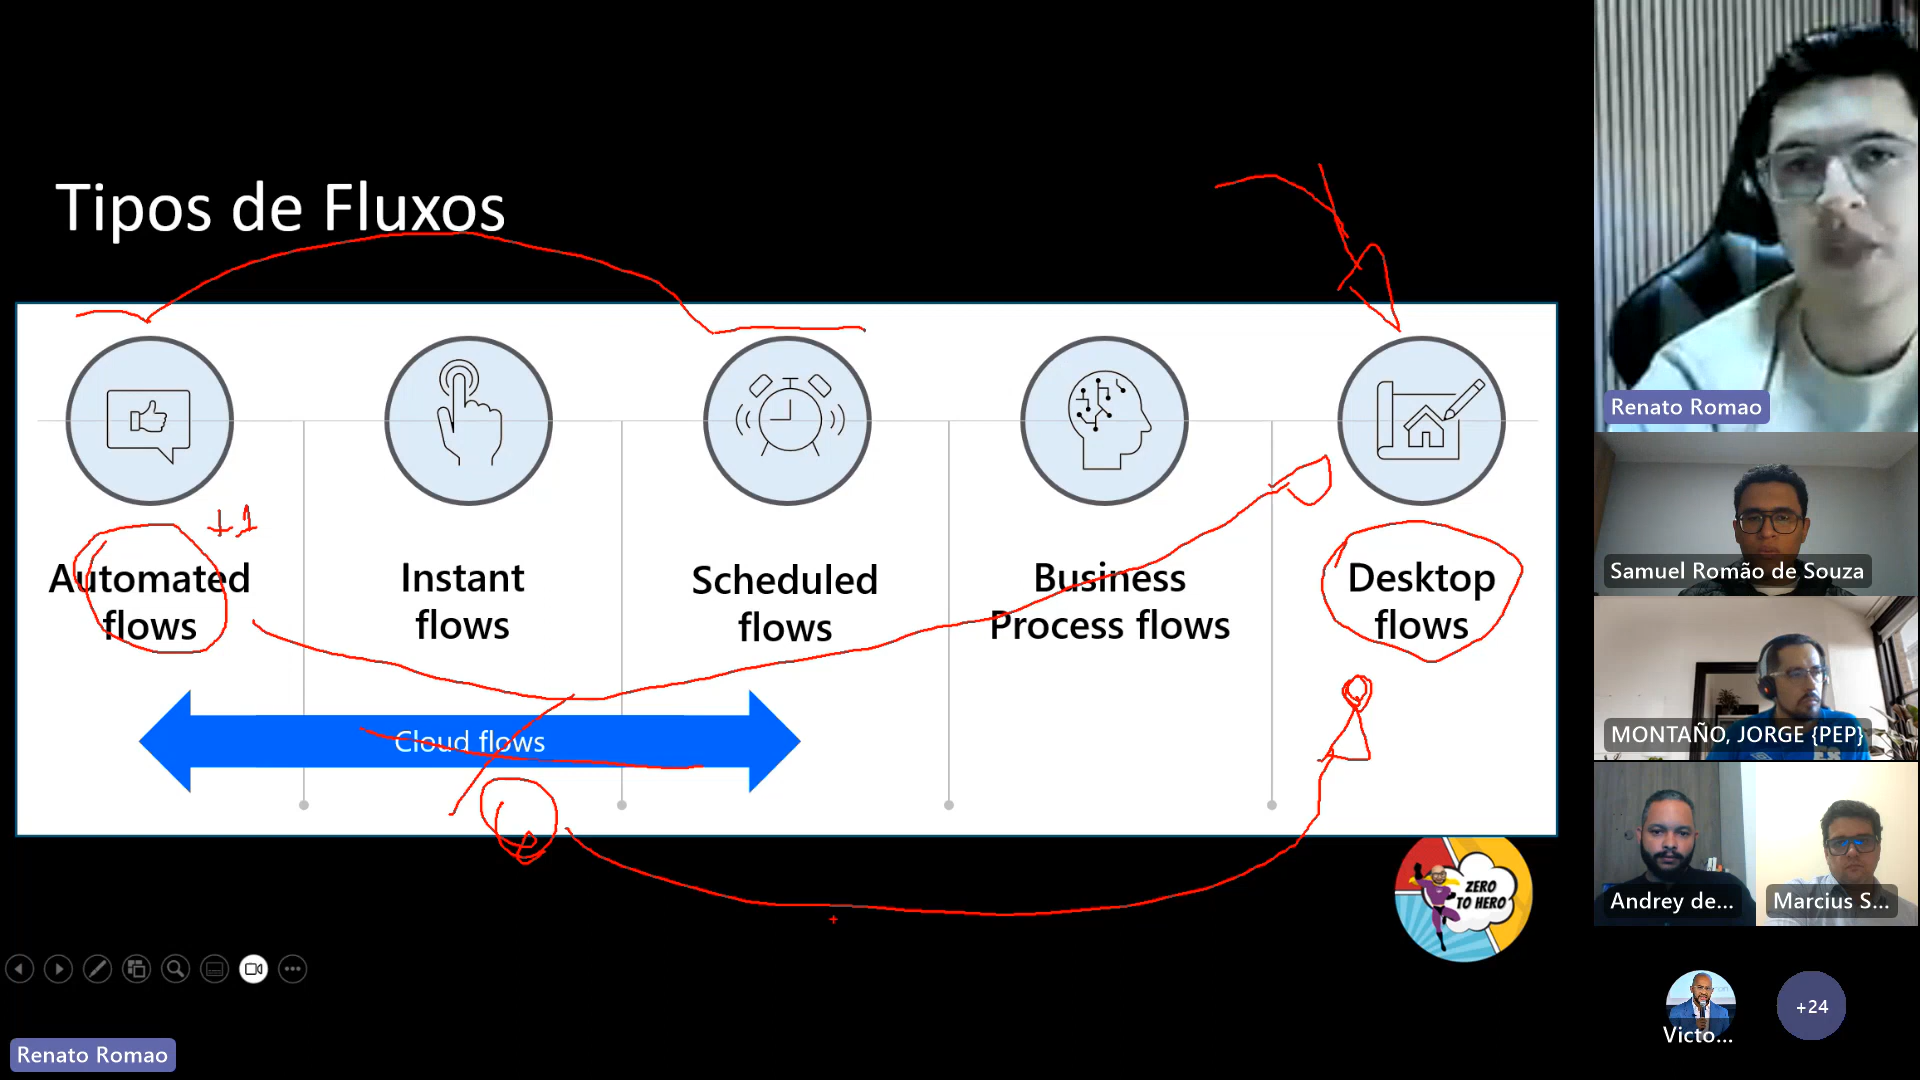 Tipos de Fluxos
+1
Automated
flows
Instant
flows
Scheduled
flows
Business
Process flows
Desktop
flows
Cloud flows
ZERO
TO HERO
Renato Romao
Renato Romao
Samuel Romão de Souza
MONTAÑO, JORGE {PEP}
Andrey de...
Marcius S...
Victo...
+24